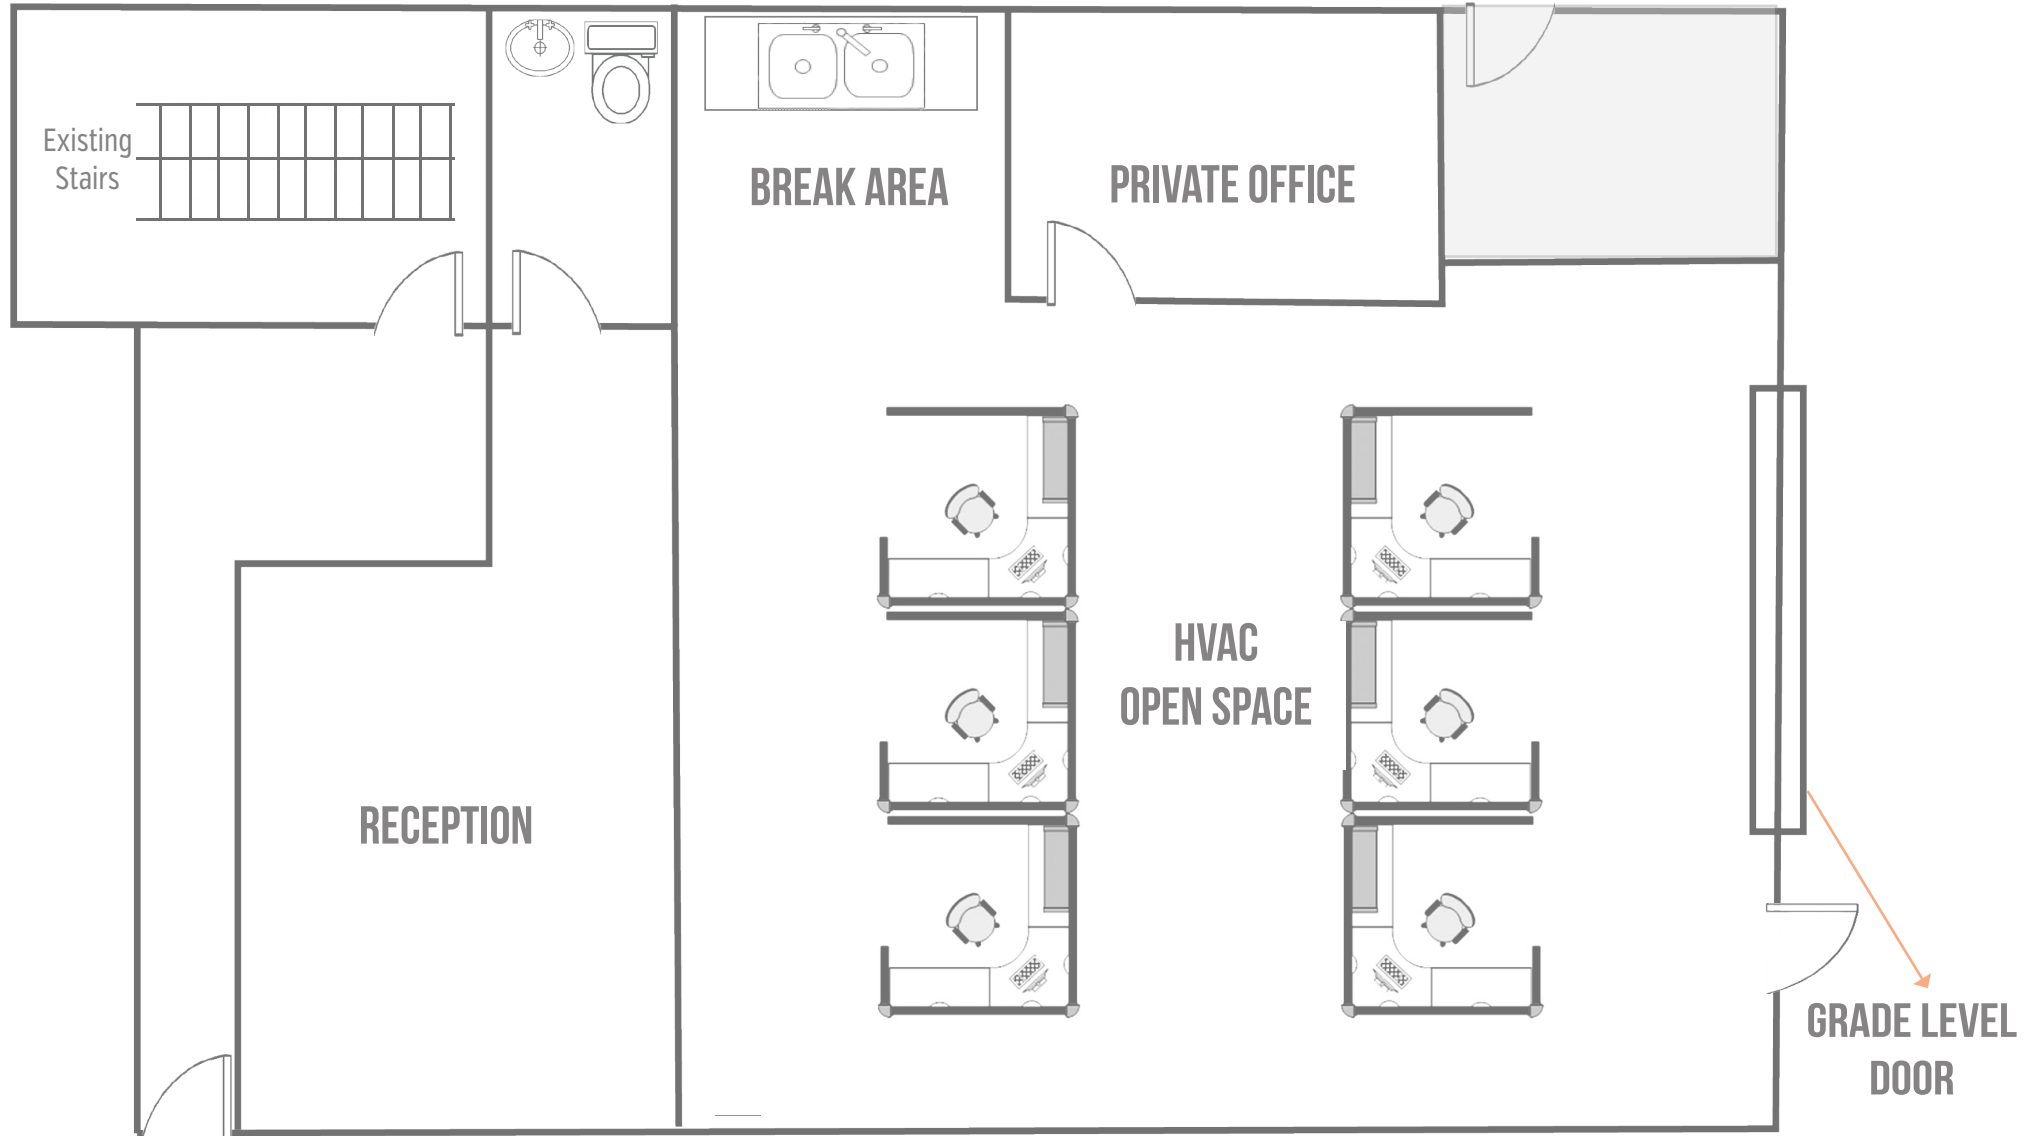 Existing
Stairs
BREAK AREA
PRIVATE OFFICE
HVAC
OPEN SPACE
RECEPTION
GRADE LEVEL
DOOR